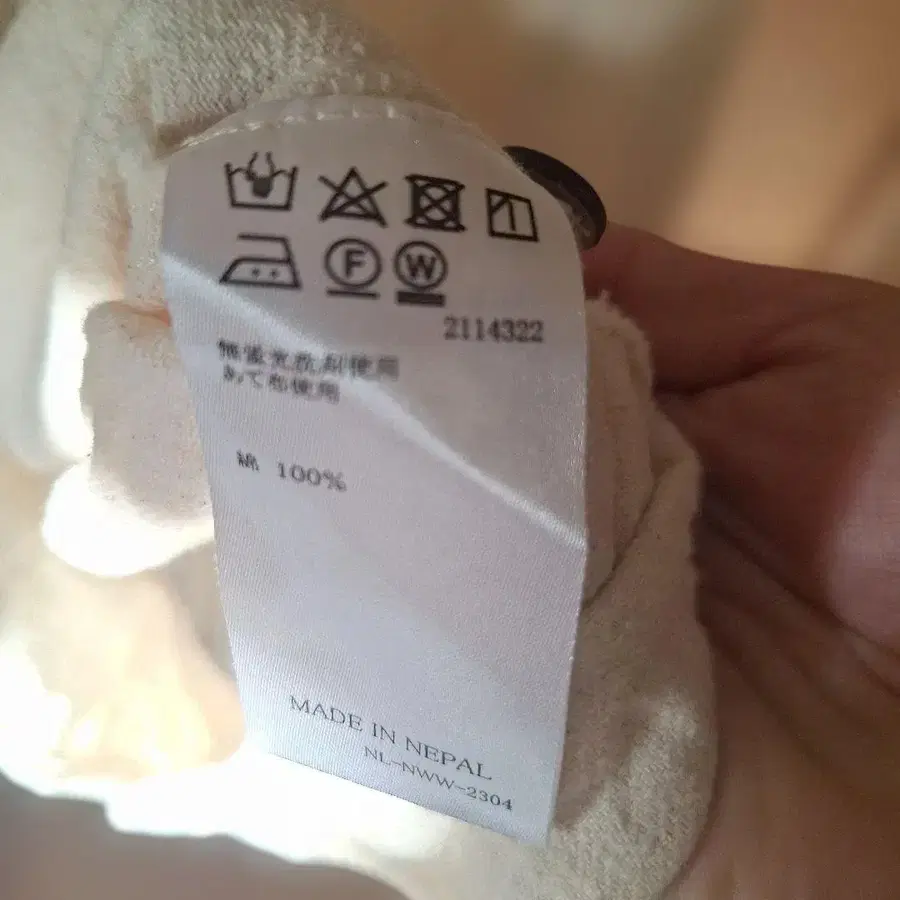 F W
2114322
無蛍光洗剤使用
あて布使用
綿 100%
MADE IN NEPAL
NL-NWW-2304